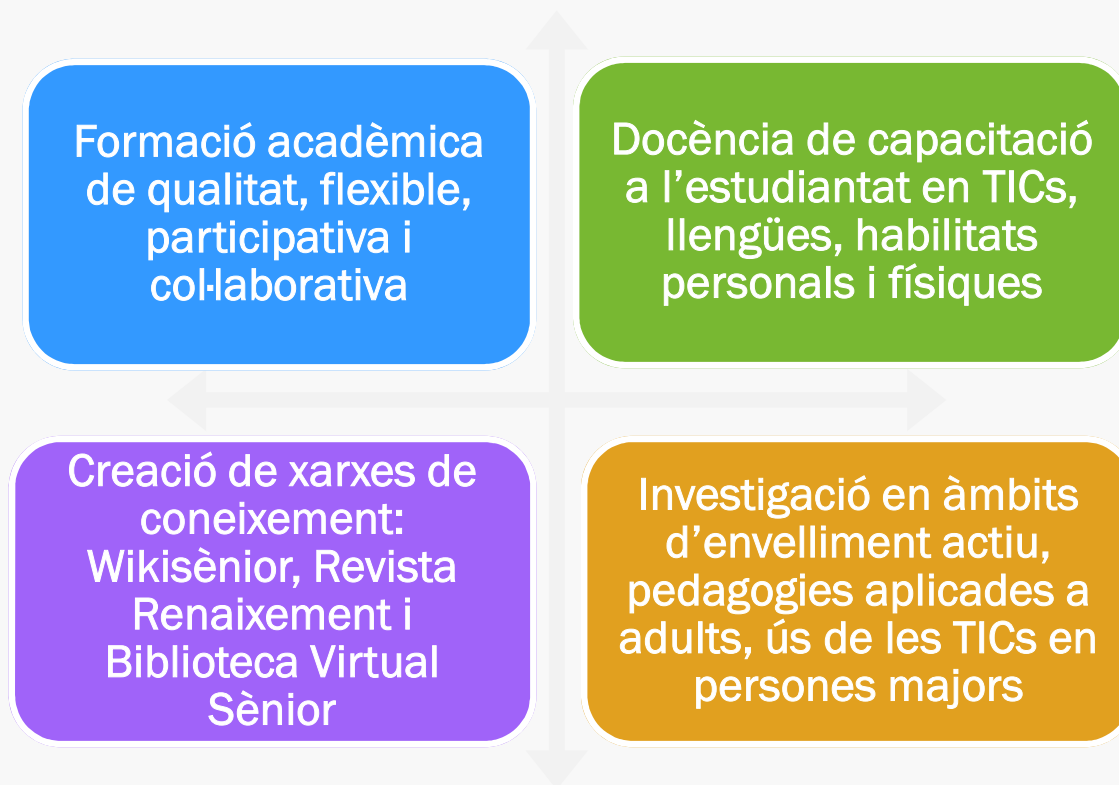 Formació acadèmica
de qualitat, flexible,
participativa i
col·laborativa
Docència de capacitació
a l’estudiantat en TICs,
llengües, habilitats
personals i físiques
Creació de xarxes de
coneixement:
Wikisènior, Revista
Renaixement i
Biblioteca Virtual
Sènior
Investigació en àmbits
d’envelliment actiu,
pedagogies aplicades a
adults, ús de les TICs en
persones majors